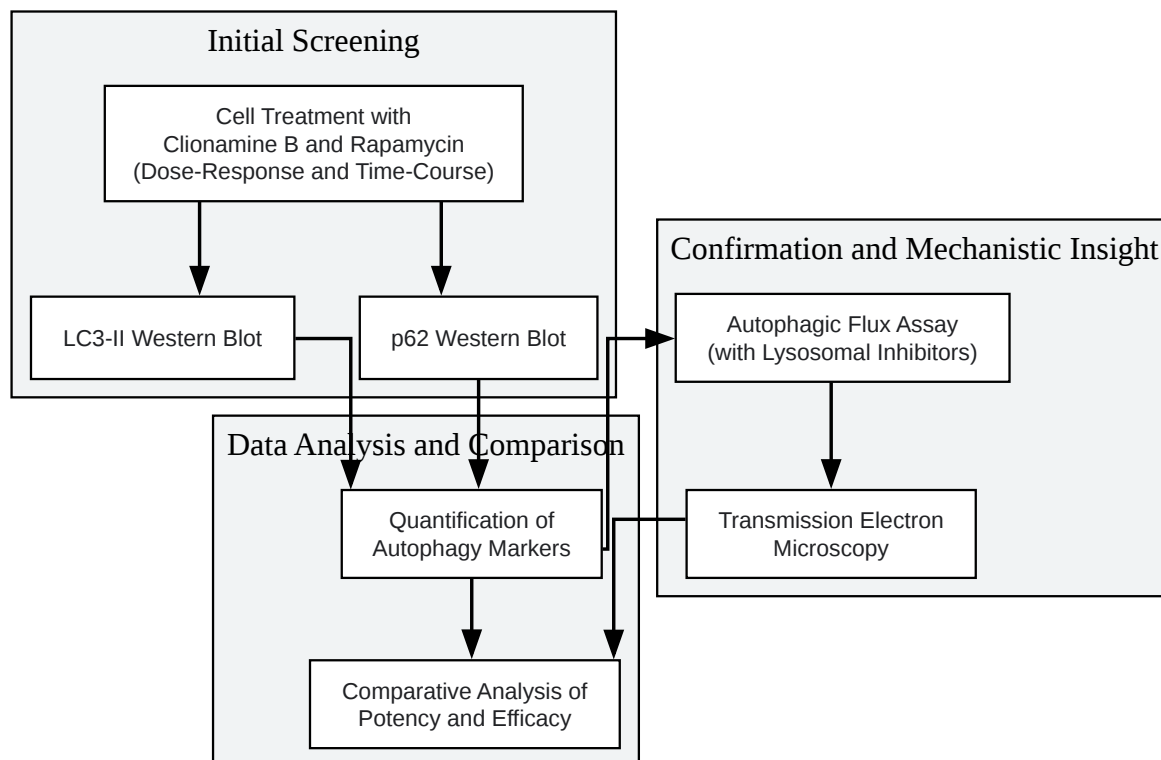 Initial Screening
Cell Treatment with
Clionamine B and Rapamycin
(Dose-Response and Time-Course)
LC3-II Western Blot
p62 Western Blot
Confirmation and Mechanistic Insight
Autophagic Flux Assay
(with Lysosomal Inhibitors)
Transmission Electron
Microscopy
Data Analysis and Comparison
Quantification of
Autophagy Markers
Comparative Analysis of
Potency and Efficacy